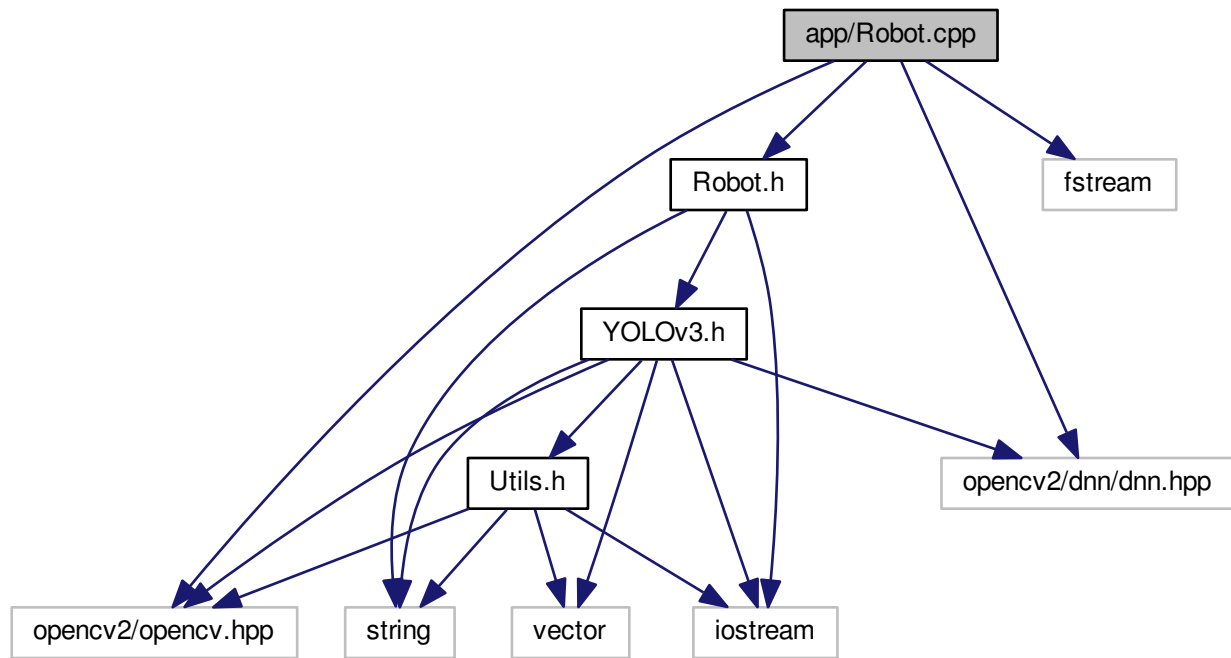 app/Robot.cpp
Robot.h
fstream
YOLOv3.h
Utils.h
opencv2/dnn/dnn.hpp
opencv2/opencv.hpp
string
vector
iostream